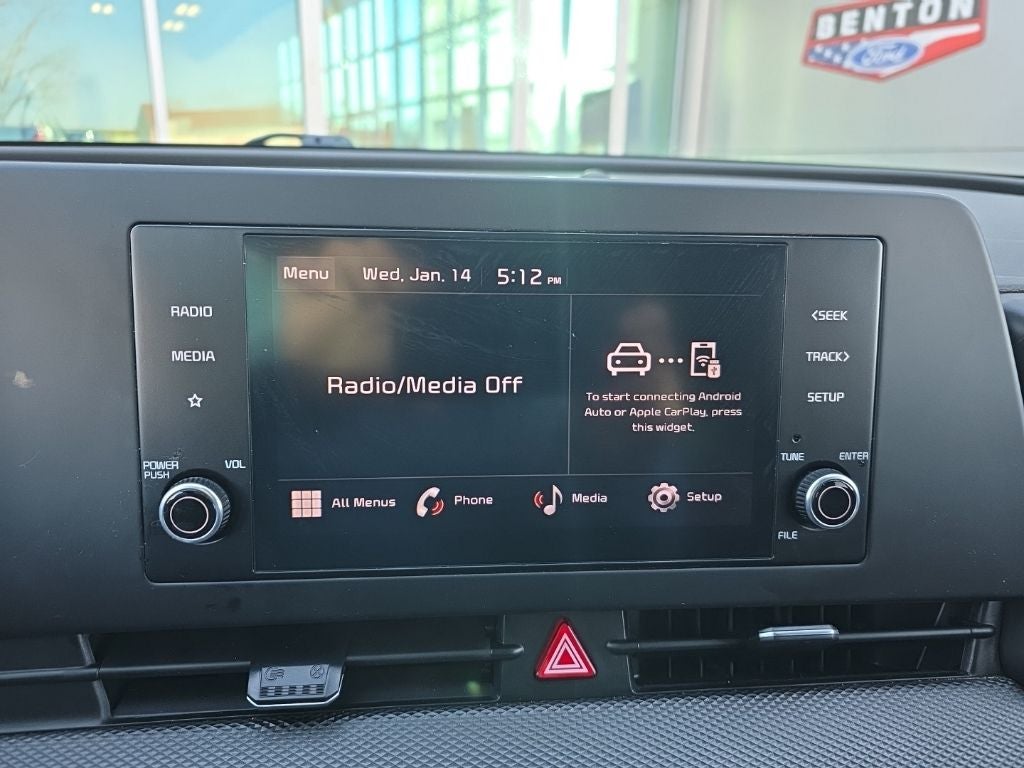 BENTON
Ford
Menu
Wed, Jan. 14
5:12 PM
RADIO
MEDIA
Radio/Media Off
To start connecting Android
Auto or Apple CarPlay, press
this widget.
<SEEK
TRACK>
SETUP
POWER
PUSH
VOL
TUNE
ENTER
FILE
All Menus
Phone
Media
Setup